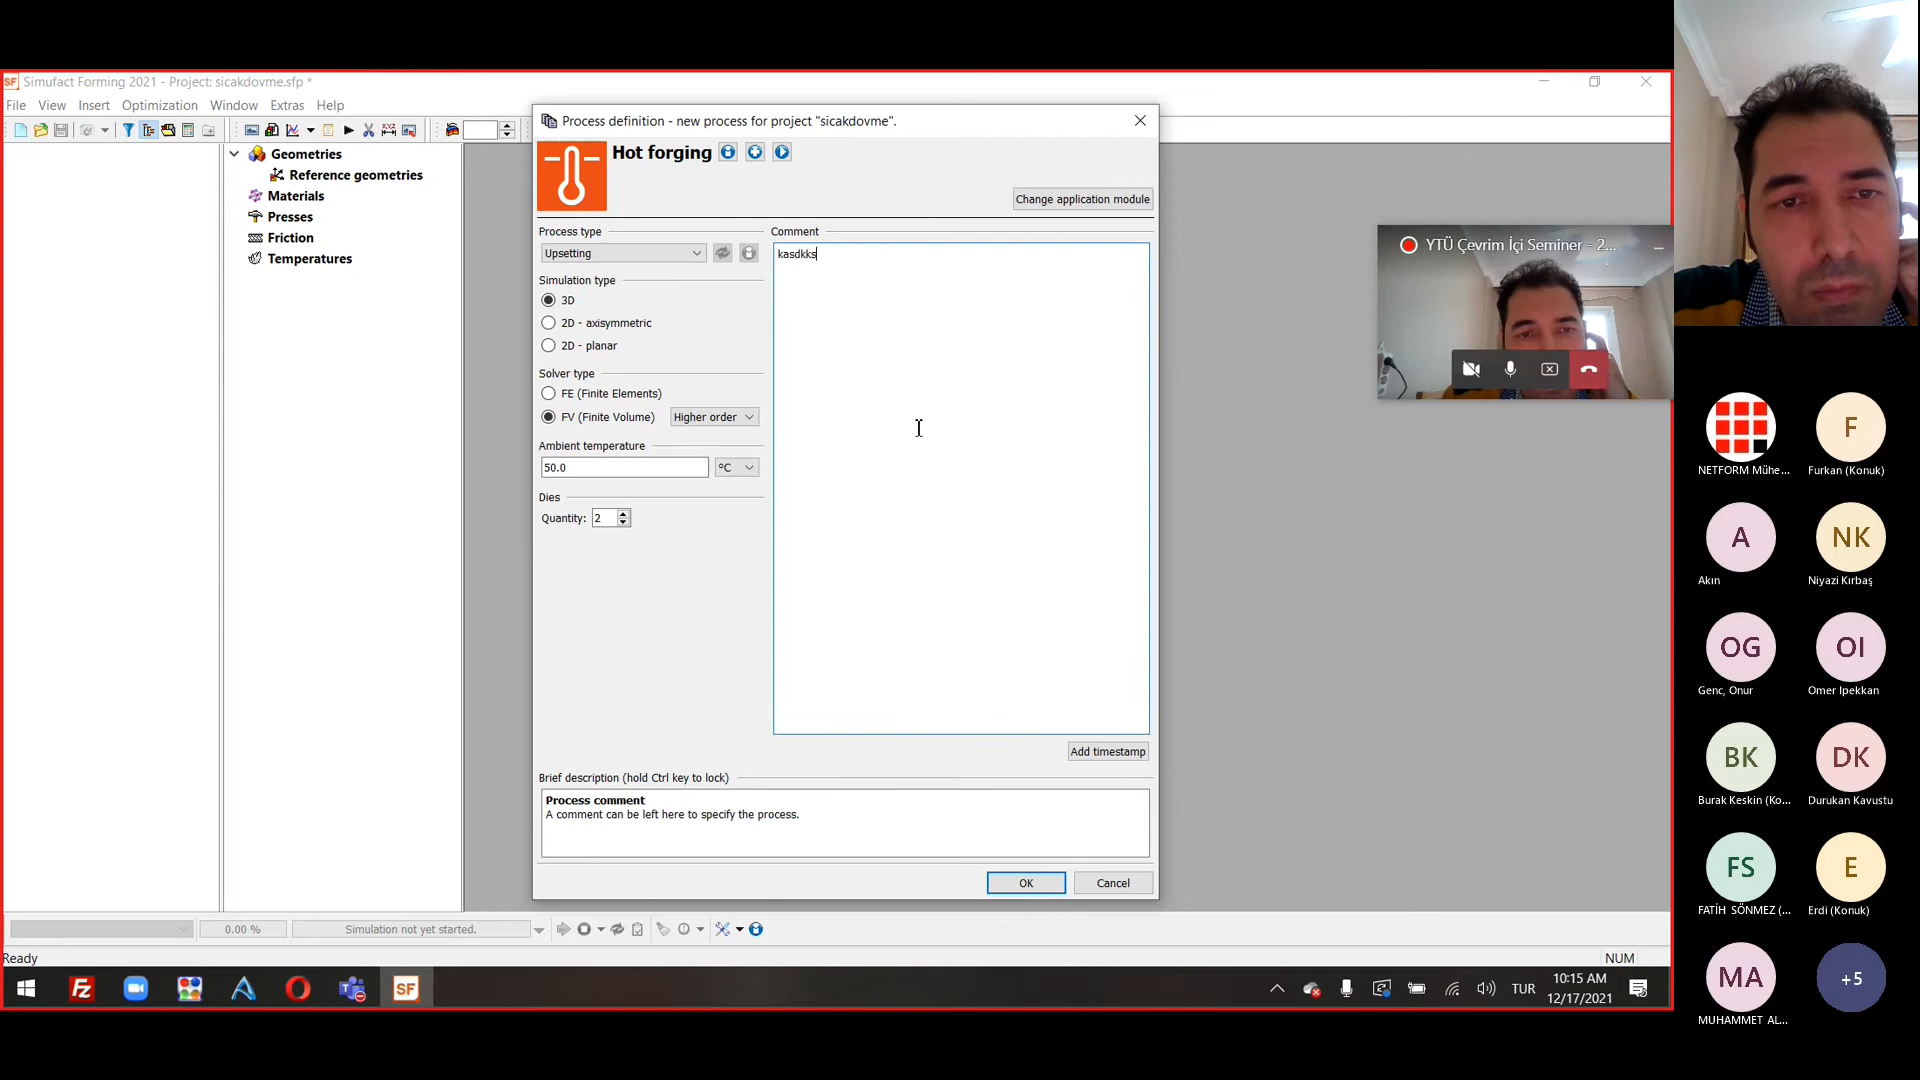 SF Simufact Forming 2021 - Project: sicakdovme.sfp *
File View Insert Optimization Window Extras Help
Geometries
Reference geometries
Materials
Presses
Friction
Temperatures
Process definition - new process for project "sicakdovme".
Hot forging
Change application module
Process type
Upsetting
Simulation type
3D
2D - axisymmetric
2D - planar
Solver type
FE (Finite Elements)
FV (Finite Volume) Higher order
Ambient temperature
50.0 °C
Dies
Quantity: 2
Comment
kasdkks
Add timestamp
Brief description (hold Ctrl key to lock)
Process comment
A comment can be left here to specify the process.
OK Cancel
YTÜ Çevrim İçi Seminer - 2...
0.00 % Simulation not yet started.
Ready NUM
Fz SF TUR 10:15 AM
12/17/2021
F
NETFORM Mühe... Furkan (Konuk)
A NK
Akın Niyazi Kırbaş
OG OI
Genc, Onur Omer Ipekkan
BK DK
Burak Keskin (Ko... Durukan Kavustu
FS E
FATİH SÖNMEZ (... Erdi (Konuk)
MA +5
MUHAMMET AL...